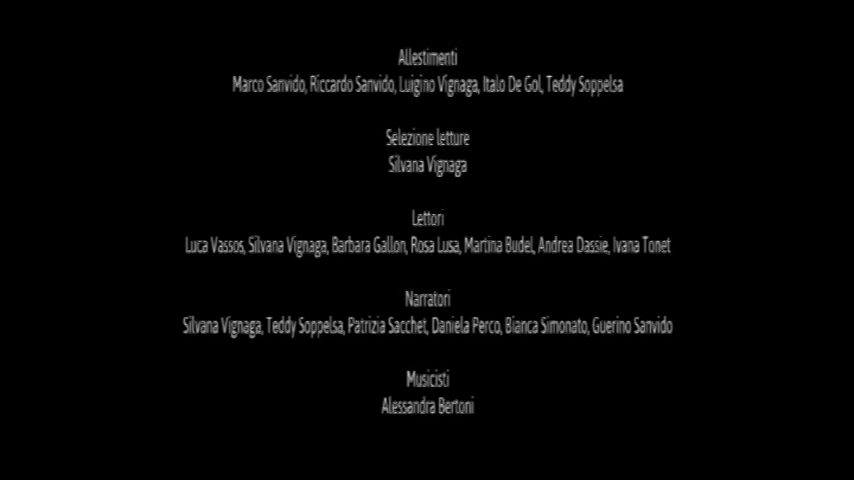 Allestimenti
Marco Sanvido, Riccardo Sanvido, Luigino Vignaga, Italo De Gol, Teddy Soppelsa
Selezione letture
Silvana Vignaga
Lettori
Luca Vassos, Silvana Vignaga, Barbara Gallon, Rosa Lusa, Martina Budel, Andrea Dassie, Ivana Tonet
Narratori
Silvana Vignaga, Teddy Soppelsa, Patrizia Sacchet, Daniela Perco, Bianca Simonato, Guerino Sanvido
Musicisti
Alessandra Bertoni